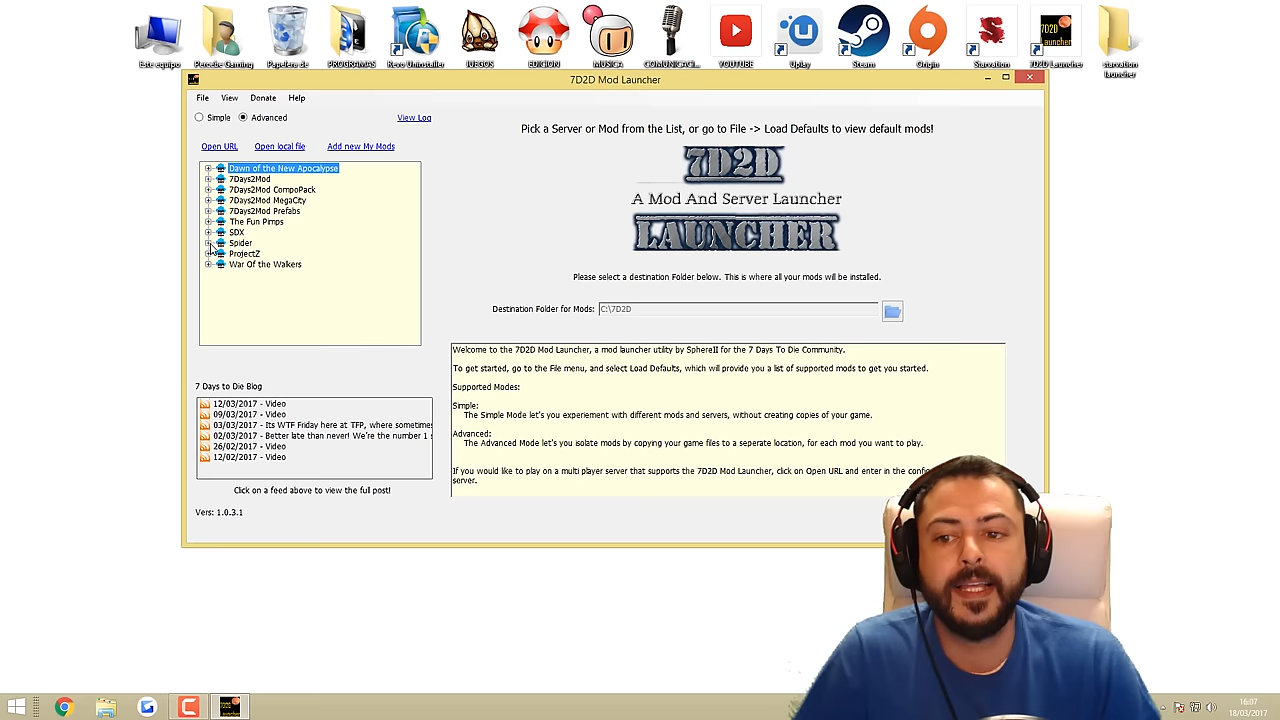 Este equipo
Perache Gaming
Papelera de
PROGRAMAS
Revo Uninstaller
JUEGOS
EDICION
MUSICA
COMUNICACI...
YOUTUBE
Uplay
Steam
Origin
Starvation
7D2D Launcher
starvation launcher
7D2D Mod Launcher
File View Donate Help
Simple Advanced View Log
Open URL Open local file Add new My Mods
Dawn of the New Apocalypse
7Days2Mod
7Days2Mod CompoPack
7Days2Mod MegaCity
7Days2Mod Prefabs
The Fun Pimps
SDX
Spider
ProjectZ
War Of the Walkers
7 Days to Die Blog
12/03/2017 - Video
09/03/2017 - Video
03/03/2017 - Its WTF Friday here at TFP, where sometimes
02/03/2017 - Better late than never! We're the number 1
26/02/2017 - Video
12/02/2017 - Video
Click on a feed above to view the full post!
Vers: 1.0.3.1
Pick a Server or Mod from the List, or go to File -> Load Defaults to view default mods!
7D2D
A Mod And Server Launcher
LAUNCHER
Please select a destination Folder below. This is where all your mods will be installed.
Destination Folder for Mods: C:\7D2D
Welcome to the 7D2D Mod Launcher, a mod launcher utility by SphereII for the 7 Days To Die Community.
To get started, go to the File menu, and select Load Defaults, which will provide you a list of supported mods to get you started.
Supported Modes:
Simple:
The Simple Mode let's you experiement with different mods and servers, without creating copies of your game.
Advanced:
The Advanced Mode let's you isolate mods by copying your game files to a seperate location, for each mod you want to play.
If you would like to play on a multi player server that supports the 7D2D Mod Launcher, click on Open URL and enter in the
server.
16:07
18/03/2017